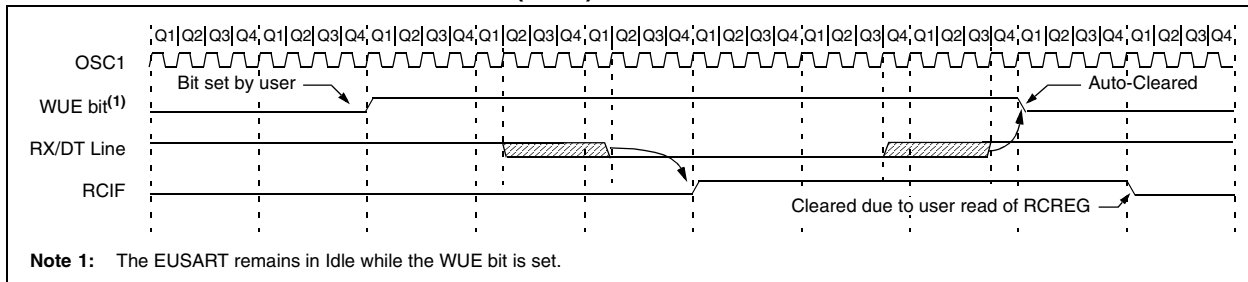 Q1 Q2 Q3 Q4 Q1 Q2 Q3 Q4 Q1 Q2 Q3 Q4 Q1 Q2 Q3 Q4 Q1 Q2 Q3 Q4 Q1 Q2 Q3 Q4 Q1 Q2 Q3 Q4 Q1 Q2 Q3 Q4 Q1 Q2 Q3 Q4 Q1 Q2 Q3 Q4
OSC1
Bit set by user
Auto-Cleared
WUE bit(1)
RX/DT Line
RCIF
Cleared due to user read of RCREG
Note 1: The EUSART remains in Idle while the WUE bit is set.